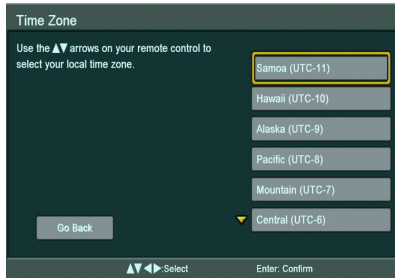 Time Zone
Use the ▲▼ arrows on your remote control to
select your local time zone.
Samoa (UTC-11)
Hawaii (UTC-10)
Alaska (UTC-9)
Pacific (UTC-8)
Mountain (UTC-7)
Central (UTC-6)
Go Back
▲▼◀▶:Select Enter: Confirm